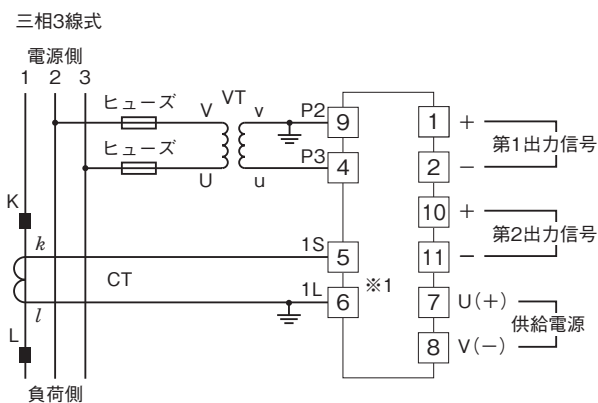 三相3線式
電源側
1 2 3
ヒューズ
V VT v
P2
9
ヒューズ
U u
P3
4
K
k
1S
5
CT
※1
l
1L
6
L
負荷側
1 +
第1出力信号
2 −
10 +
第2出力信号
11 −
7 U(+)
供給電源
8 V(−)